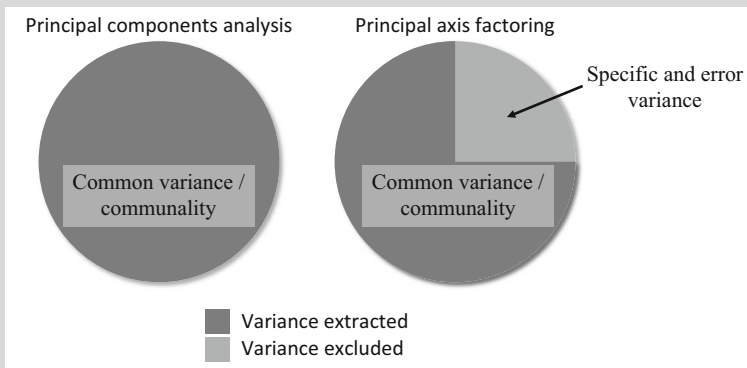 Principal components analysis
Principal axis factoring
Specific and error
variance
Common variance /
communality
Common variance /
communality
Variance extracted
Variance excluded